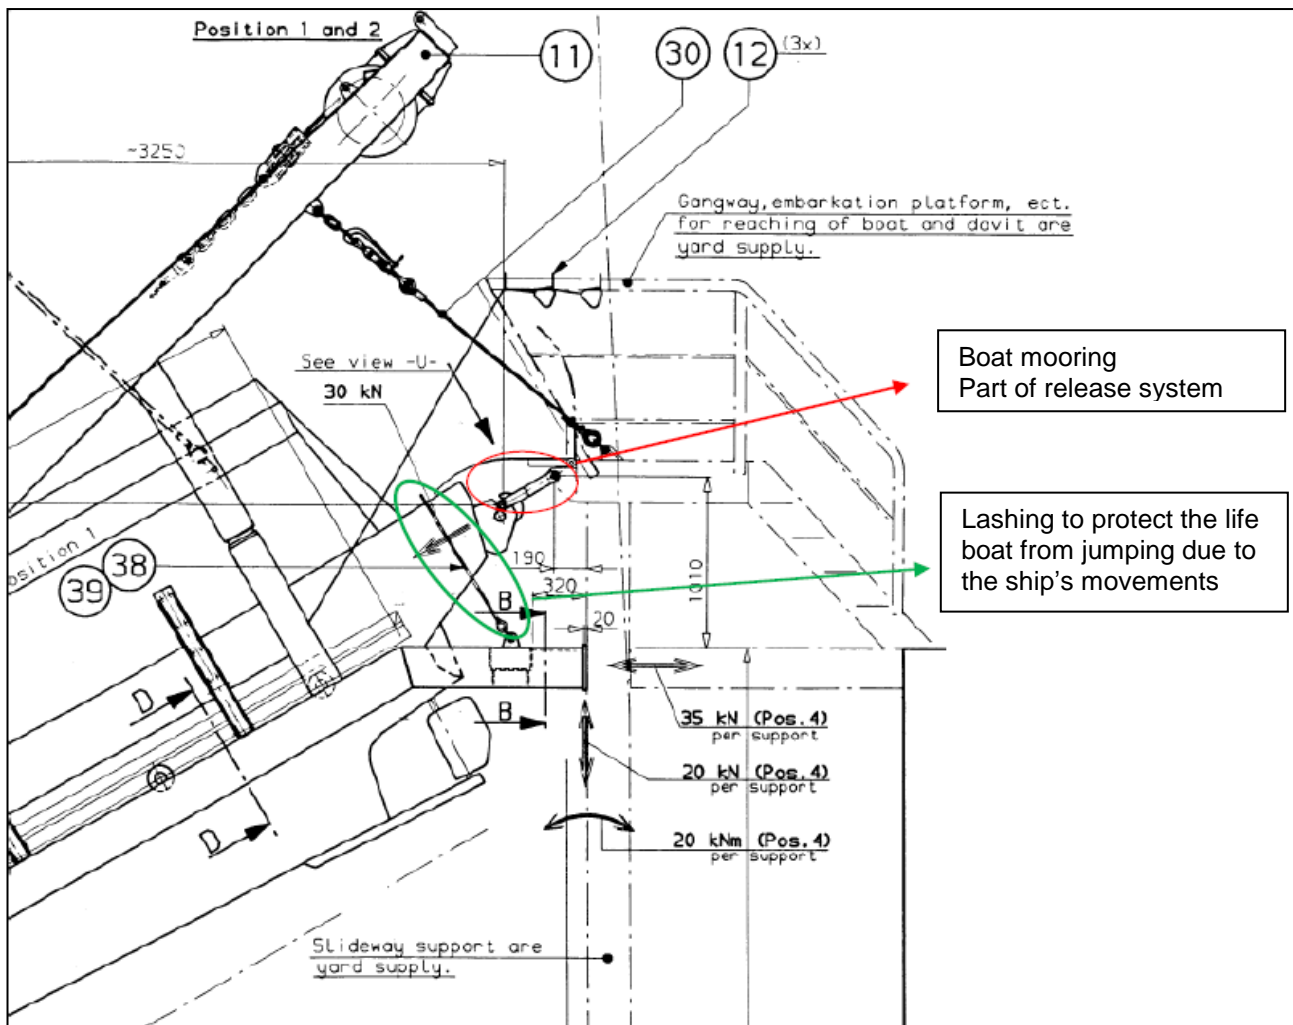 Position 1 and 2
11
30
12
(3x)
~3250
Gangway,embarkation platform, ect.
for reaching of boat and davit are
yard supply.
See view -U-
30 kN
Boat mooring
Part of release system
Lashing to protect the life
boat from jumping due to
the ship’s movements
osition 1
38
39
190
320
1010
20
B
B
D
D
35 kN (Pos.4)
per support
20 kN (Pos.4)
per support
20 kNm (Pos.4)
per support
Slideway support are
yard supply.